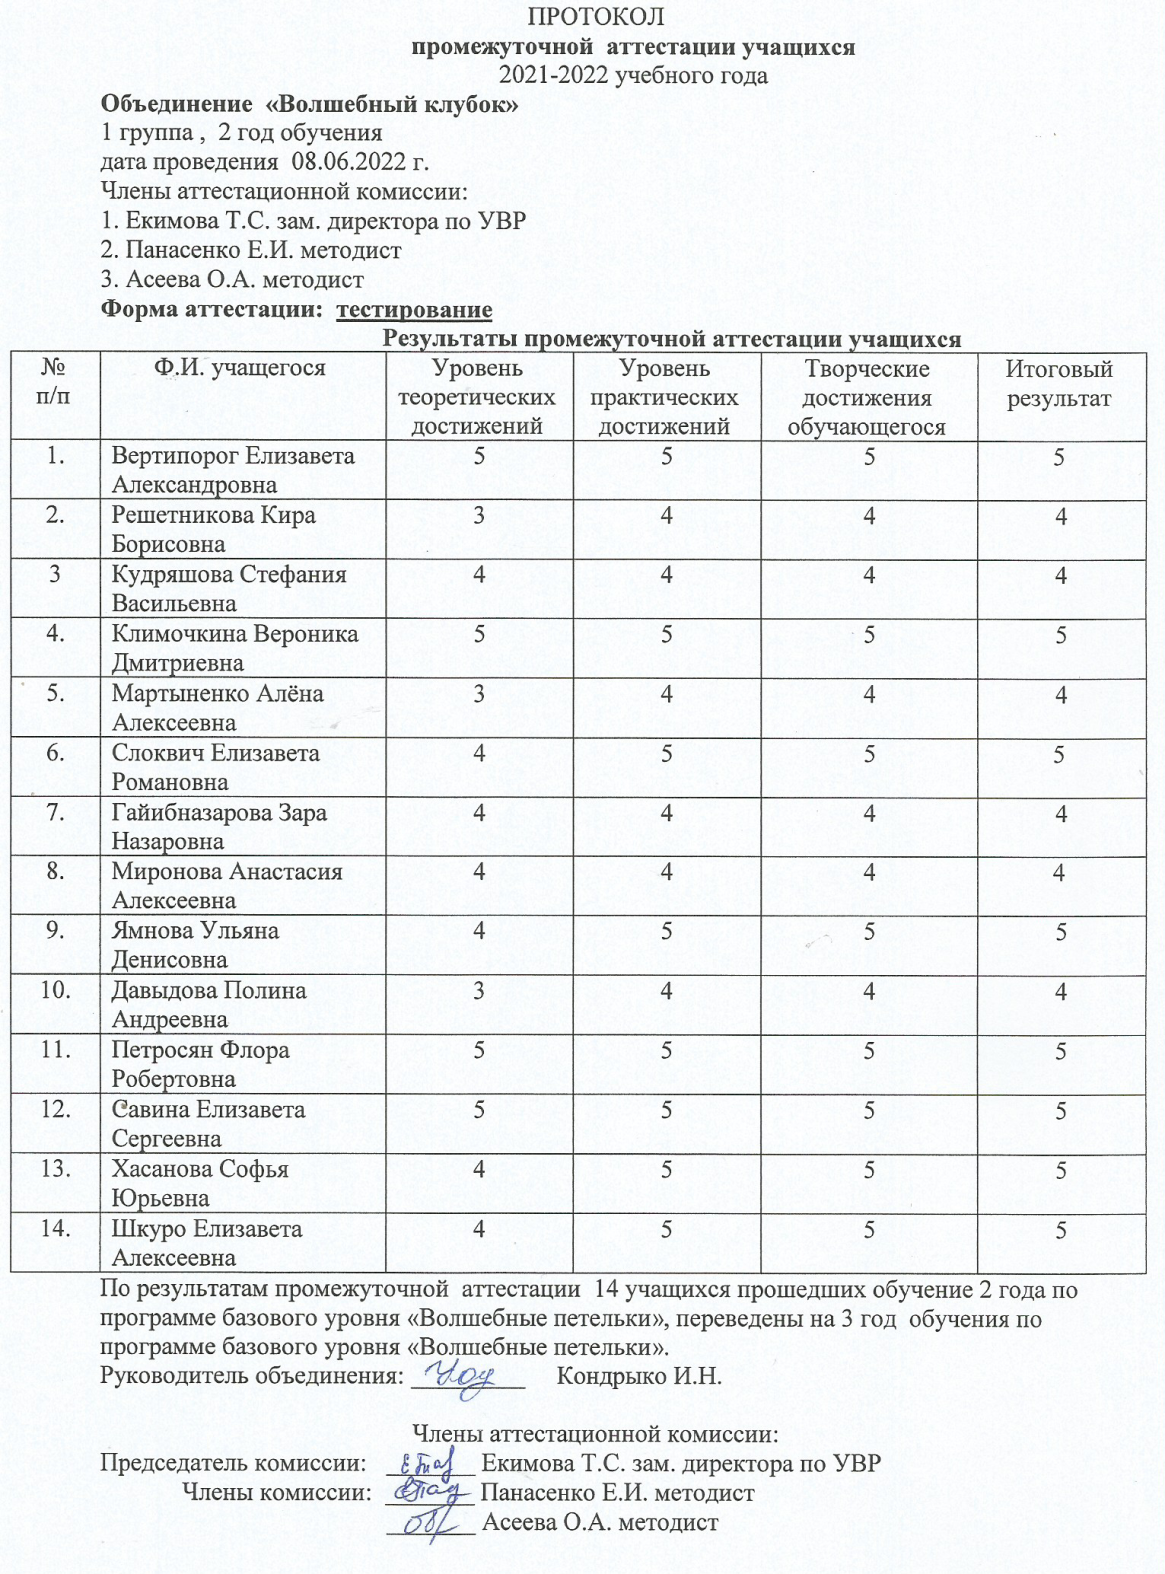 ПРОТОКОЛ
промежуточной  аттестации учащихся
2021-2022 учебного года
Объединение  «Волшебный клубок»
1 группа ,  2 год обучения
дата проведения  08.06.2022 г.
Члены аттестационной комиссии:
1. Екимова Т.С. зам. директора по УВР
2. Панасенко Е.И. методист
3. Асеева О.А. методист
Форма аттестации:  тестирование
Результаты промежуточной аттестации учащихся
№ Ф.И. учащегося Уровень Уровень Творческие Итоговый
п/п теоретических практических достижения результат
достижений достижений обучающегося
1. Вертипорог Елизавета 5 5 5 5
Александровна
2. Решетникова Кира 3 4 4 4
Борисовна
3 Кудряшова Стефания 4 4 4 4
Васильевна
4. Климочкина Вероника 5 5 5 5
Дмитриевна
5. Мартыненко Алёна 3 4 4 4
Алексеевна
6. Слоквич Елизавета 4 5 5 5
Романовна
7. Гайибназарова Зара 4 4 4 4
Назаровна
8. Миронова Анастасия 4 4 4 4
Алексеевна
9. Ямнова Ульяна 4 5 5 5
Денисовна
10. Давыдова Полина 3 4 4 4
Андреевна
11. Петросян Флора 5 5 5 5
Робертовна
12. Савина Елизавета 5 5 5 5
Сергеевна
13. Хасанова Софья 4 5 5 5
Юрьевна
14. Шкуро Елизавета 4 5 5 5
Алексеевна
По результатам промежуточной  аттестации  14 учащихся прошедших обучение 2 года по
программе базового уровня «Волшебные петельки», переведены на 3 год  обучения по
программе базового уровня «Волшебные петельки».
Руководитель объединения: Кондрыко И.Н.
Члены аттестационной комиссии:
Председатель комиссии: Екимова Т.С. зам. директора по УВР
Члены комиссии: Панасенко Е.И. методист
Асеева О.А. методист